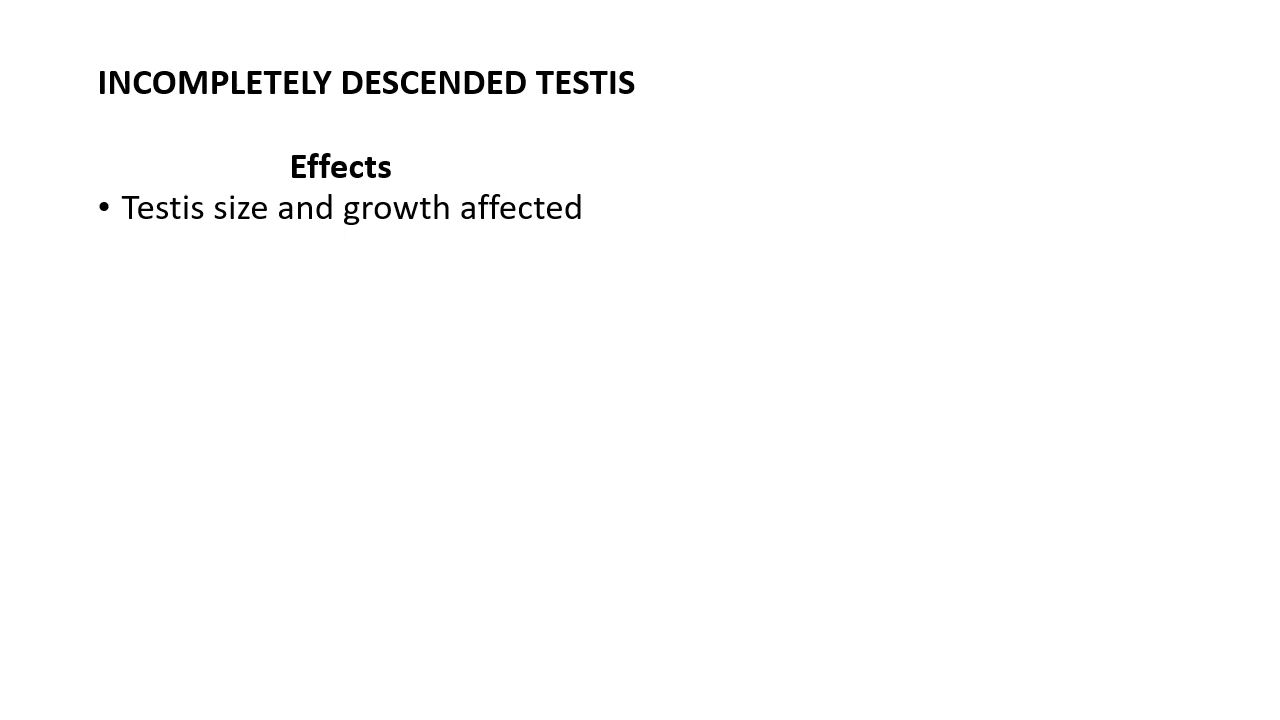 INCOMPLETELY DESCENDED TESTIS
Effects
• Testis size and growth affected